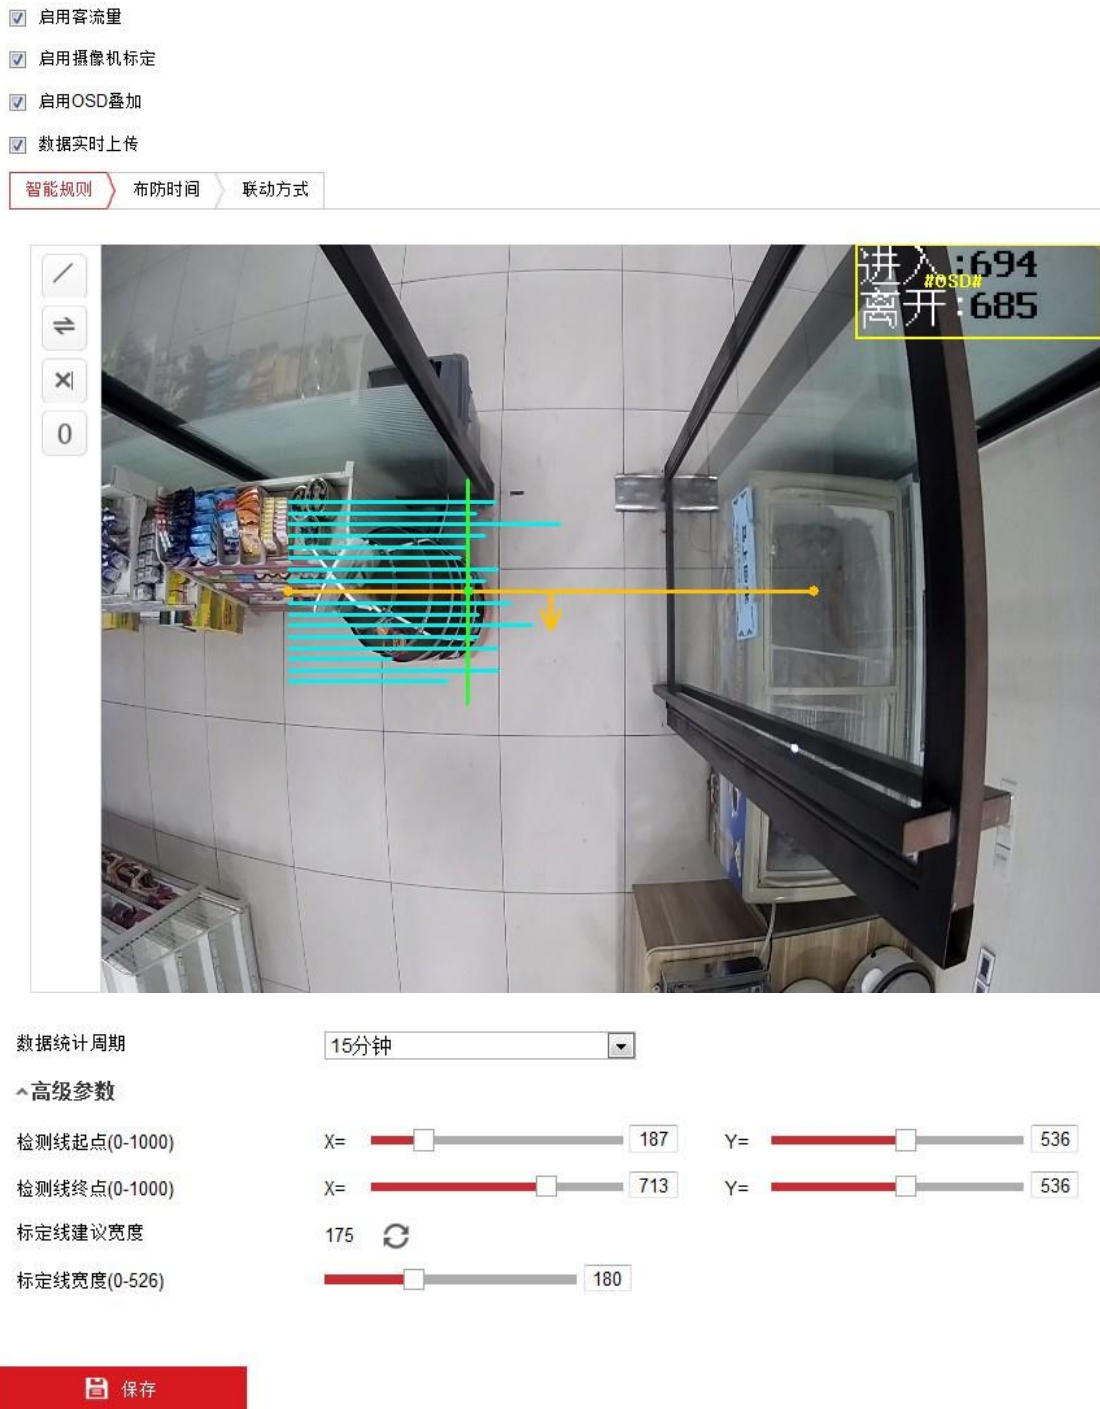 启用客流量
启用摄像机标定
启用OSD叠加
数据实时上传
智能规则 布防时间 联动方式
进入:694
#OSD#
离开:685
0
数据统计周期 15分钟
高级参数
检测线起点(0-1000) X= 187 Y= 536
检测线终点(0-1000) X= 713 Y= 536
标定线建议宽度 175
标定线宽度(0-526) 180
保存